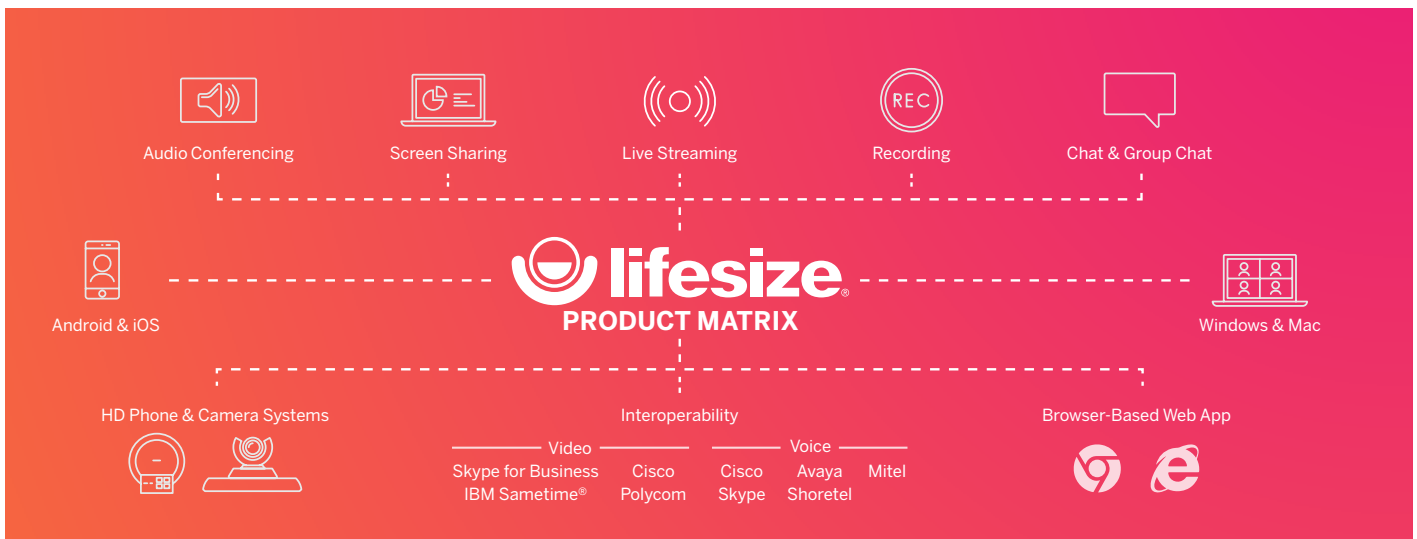 REC
Audio Conferencing
Screen Sharing
Live Streaming
Recording
Chat & Group Chat
lifesize®
PRODUCT MATRIX
Android & iOS
Windows & Mac
HD Phone & Camera Systems
Interoperability
Browser-Based Web App
Video
Skype for Business
Cisco
IBM Sametime®
Polycom
Voice
Cisco
Avaya
Mitel
Skype
Shoretel